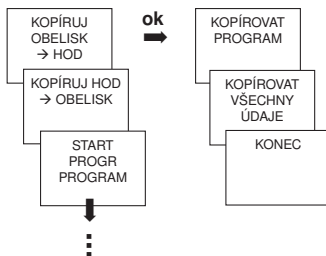 KOPÍRUJ
OBELISK
→ HOD
KOPÍRUJ HOD
→ OBELISK
START
PROGR
PROGRAM
ok
KOPÍROVAT
PROGRAM
KOPÍROVAT
VŠECHNY
ÚDAJE
KONEC